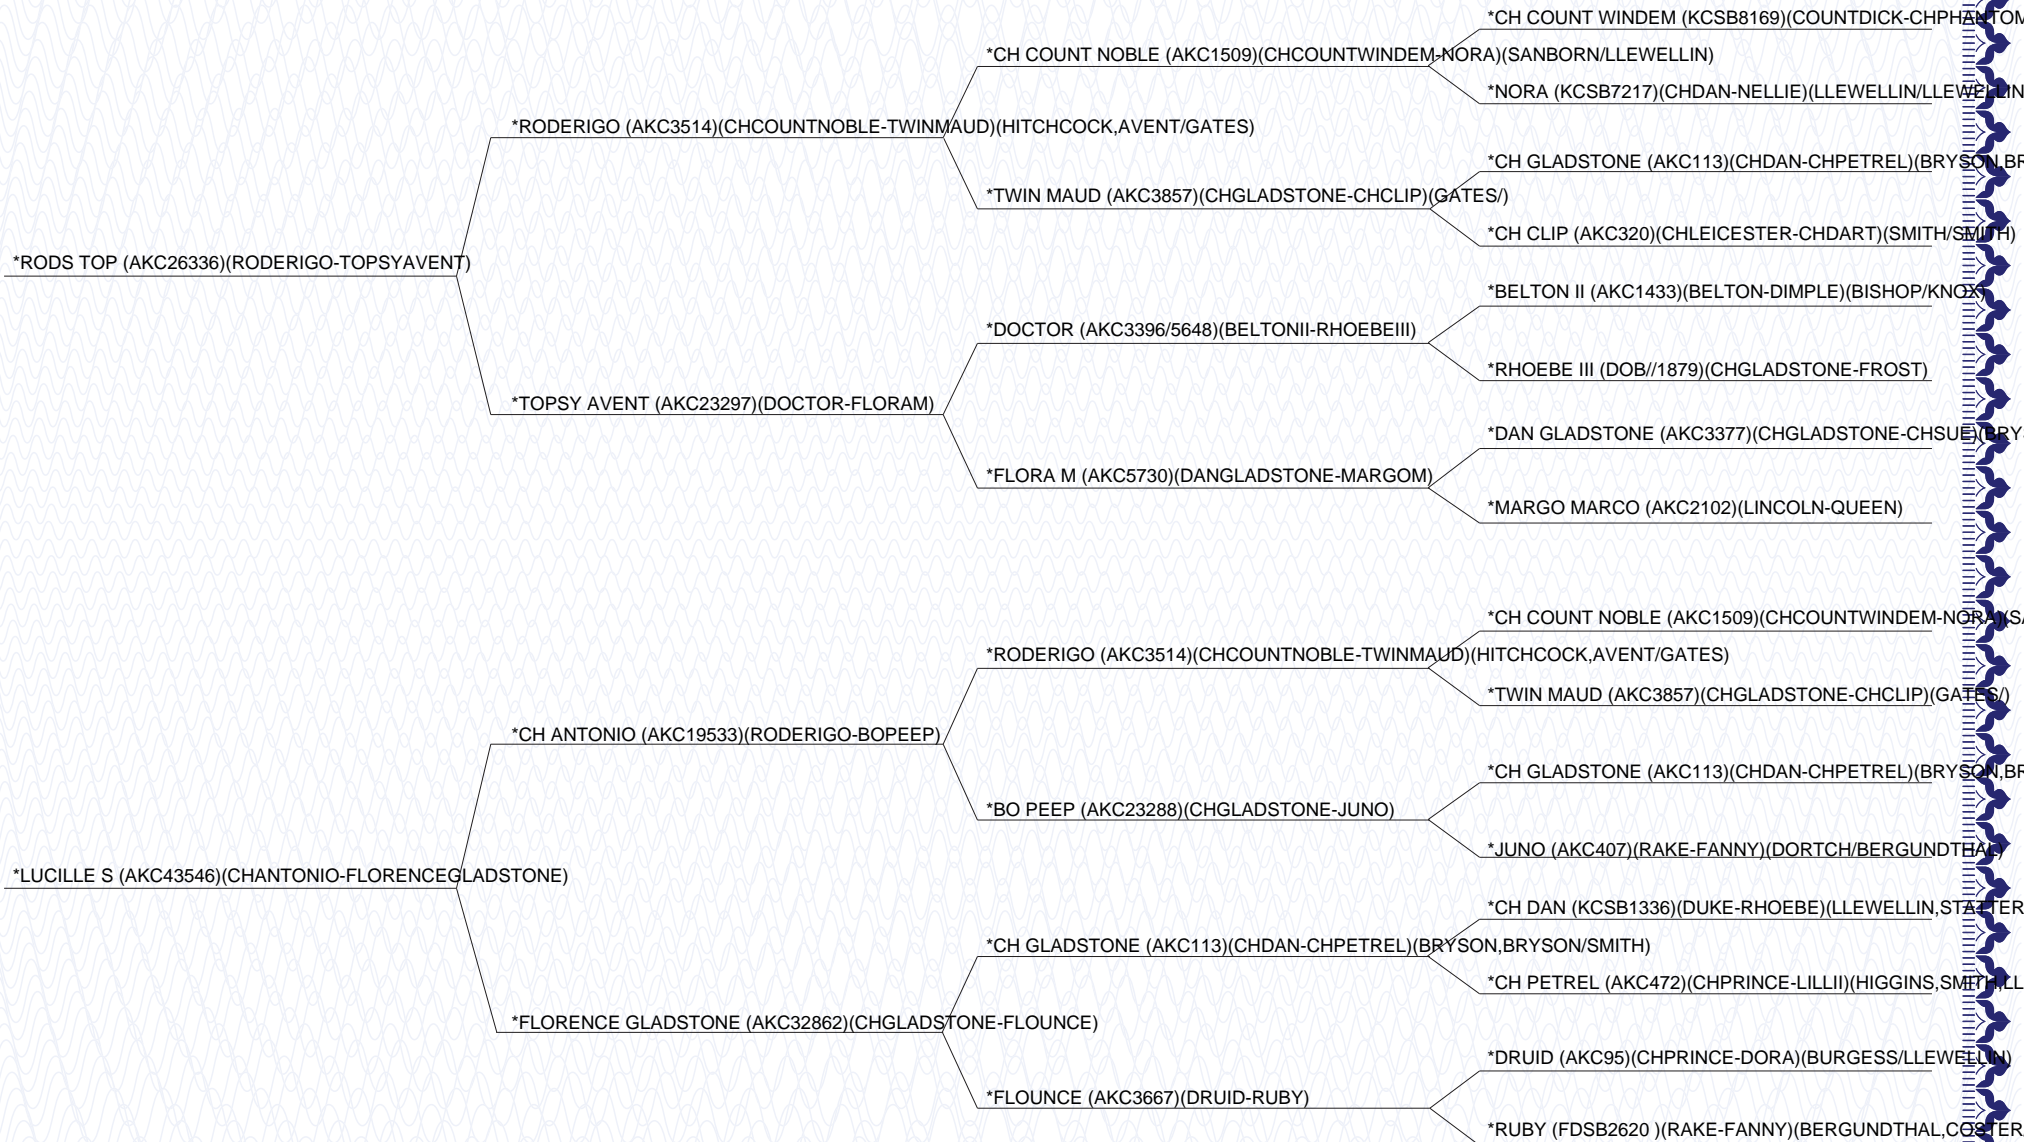 *CH COUNT WINDEM (KCSB8169)(COUNTDICK-CHPHANTOM
*CH COUNT NOBLE (AKC1509)(CHCOUNTWINDEM-NORA)(SANBORN/LLEWELLIN)
*NORA (KCSB7217)(CHDAN-NELLIE)(LLEWELLIN/LLEWELLIN
*RODERIGO (AKC3514)(CHCOUNTNOBLE-TWINMAUD)(HITCHCOCK,AVENT/GATES)
*CH GLADSTONE (AKC113)(CHDAN-CHPETREL)(BRYSON,BR
*TWIN MAUD (AKC3857)(CHGLADSTONE-CHCLIP)(GATES/)
*CH CLIP (AKC320)(CHLEICESTER-CHDART)(SMITH/SMITH)
*RODS TOP (AKC26336)(RODERIGO-TOPSYAVENT)
*BELTON II (AKC1433)(BELTON-DIMPLE)(BISHOP/KNOX)
*DOCTOR (AKC3396/5648)(BELTONII-RHOEBEIII)
*RHOEBE III (DOB//1879)(CHGLADSTONE-FROST)
*TOPSY AVENT (AKC23297)(DOCTOR-FLORAM)
*DAN GLADSTONE (AKC3377)(CHGLADSTONE-CHSUE)(BRY
*FLORA M (AKC5730)(DANGLADSTONE-MARGOM)
*MARGO MARCO (AKC2102)(LINCOLN-QUEEN)
*CH COUNT NOBLE (AKC1509)(CHCOUNTWINDEM-NORA)(SA
*RODERIGO (AKC3514)(CHCOUNTNOBLE-TWINMAUD)(HITCHCOCK,AVENT/GATES)
*TWIN MAUD (AKC3857)(CHGLADSTONE-CHCLIP)(GATES/)
*CH ANTONIO (AKC19533)(RODERIGO-BOPEEP)
*CH GLADSTONE (AKC113)(CHDAN-CHPETREL)(BRYSON,BR
*BO PEEP (AKC23288)(CHGLADSTONE-JUNO)
*JUNO (AKC407)(RAKE-FANNY)(DORTCH/BERGUNDTHAL)
*LUCILLE S (AKC43546)(CHANTONIO-FLORENCEGLADSTONE)
*CH DAN (KCSB1336)(DUKE-RHOEBE)(LLEWELLIN,STATTER
*CH GLADSTONE (AKC113)(CHDAN-CHPETREL)(BRYSON,BRYSON/SMITH)
*CH PETREL (AKC472)(CHPRINCE-LILLII)(HIGGINS,SMITH,LL
*FLORENCE GLADSTONE (AKC32862)(CHGLADSTONE-FLOUNCE)
*DRUID (AKC95)(CHPRINCE-DORA)(BURGESS/LLEWELLIN)
*FLOUNCE (AKC3667)(DRUID-RUBY)
*RUBY (FDSB2620 )(RAKE-FANNY)(BERGUNDTHAL,COSTER